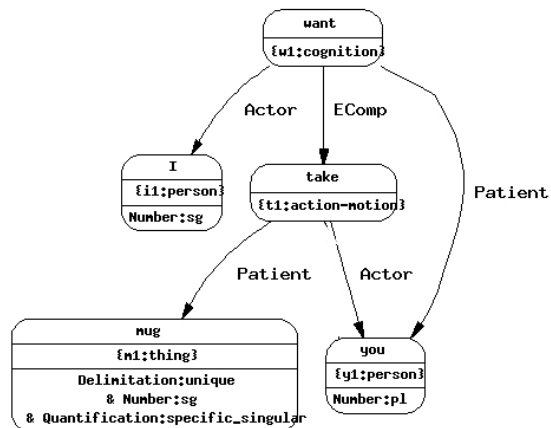 want
{w1:cognition}
Actor
EComp
I
{i1:person}
Number:sg
take
{t1:action-motion}
Patient
Patient
Actor
mug
{m1:thing}
Delimitation:unique
& Number:sg
& Quantification:specific_singular
you
{y1:person}
Number:pl